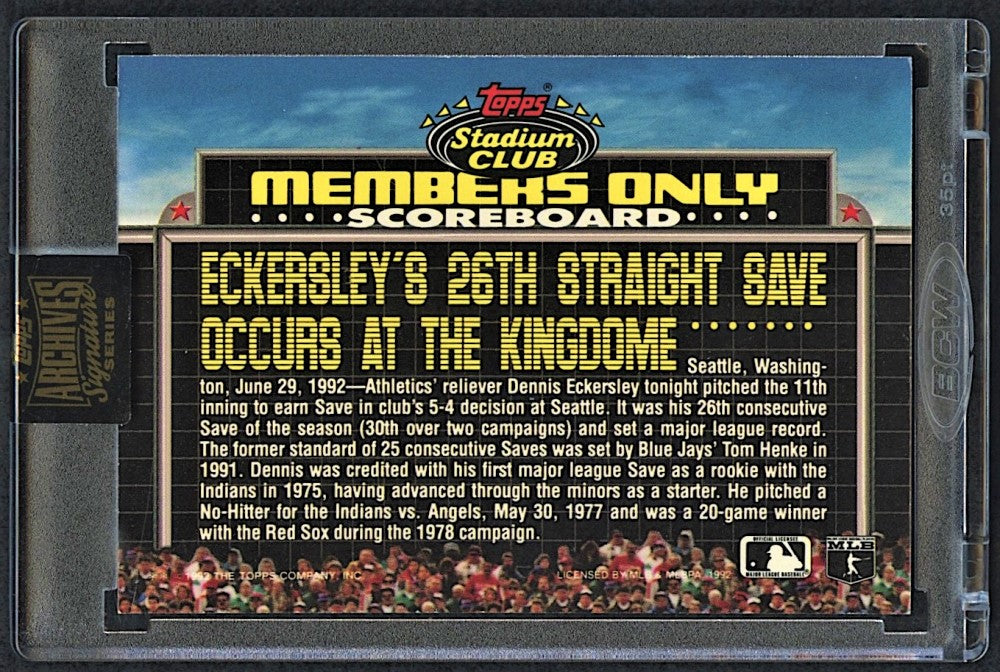 Topps®
Stadium
CLUB
MEMBERS ONLY
....SCOREBOARD....
ECKERSLEY'S 26TH STRAIGHT SAVE
OCCURS AT THE KINGDOME ....... Seattle, Washing-
ton, June 29, 1992—Athletics' reliever Dennis Eckersley tonight pitched the 11th
inning to earn Save in club's 5-4 decision at Seattle. It was his 26th consecutive
Save of the season (30th over two campaigns) and set a major league record.
The former standard of 25 consecutive Saves was set by Blue Jays' Tom Henke in
1991. Dennis was credited with his first major league Save as a rookie with the
Indians in 1975, having advanced through the minors as a starter. He pitched a
No-Hitter for the Indians vs. Angels, May 30, 1977 and was a 20-game winner
with the Red Sox during the 1978 campaign.
1992 THE TOPPS COMPANY, INC.
LICENSED BY MLB & MLBPA 1992
OFFICIAL LICENSEE
MAJOR LEAGUE BASEBALL
MLB
Topps
ARCHIVES
Signature
SERIES
35pt
BCW